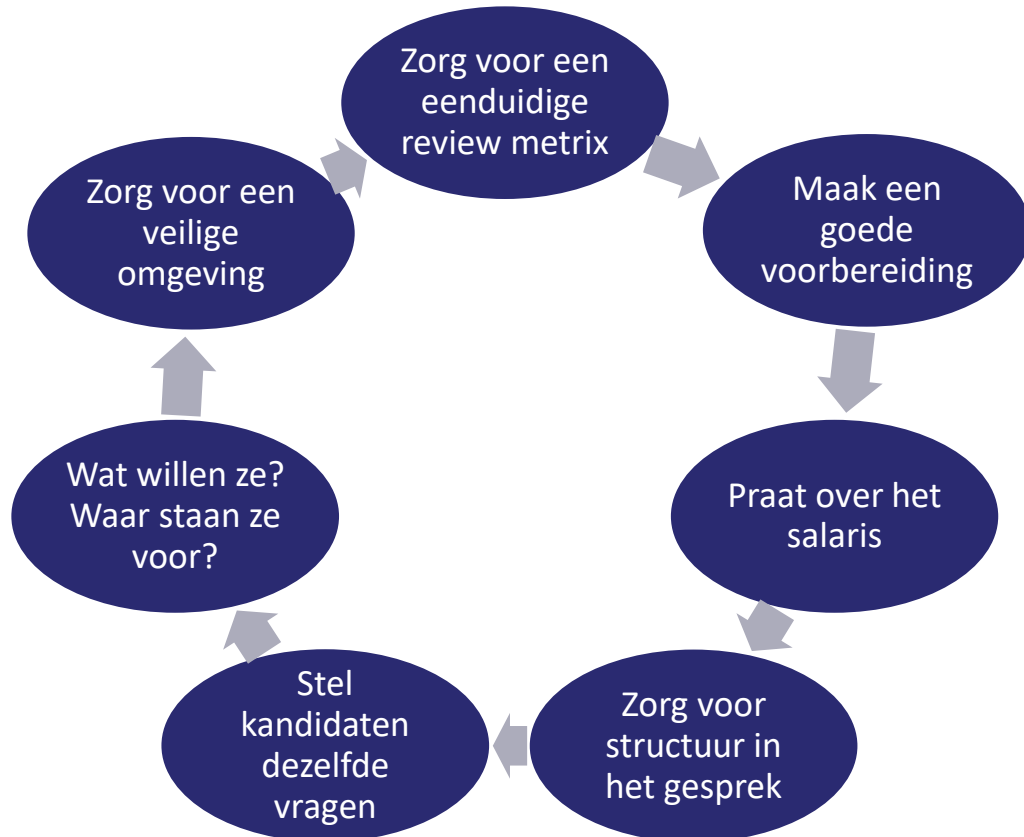 Zorg voor een
eenduidige
review metrix
Maak een
goede
voorbereiding
Praat over het
salaris
Zorg voor
structuur in
het gesprek
Stel
kandidaten
dezelfde
vragen
Wat willen ze?
Waar staan ze
voor?
Zorg voor een
veilige
omgeving